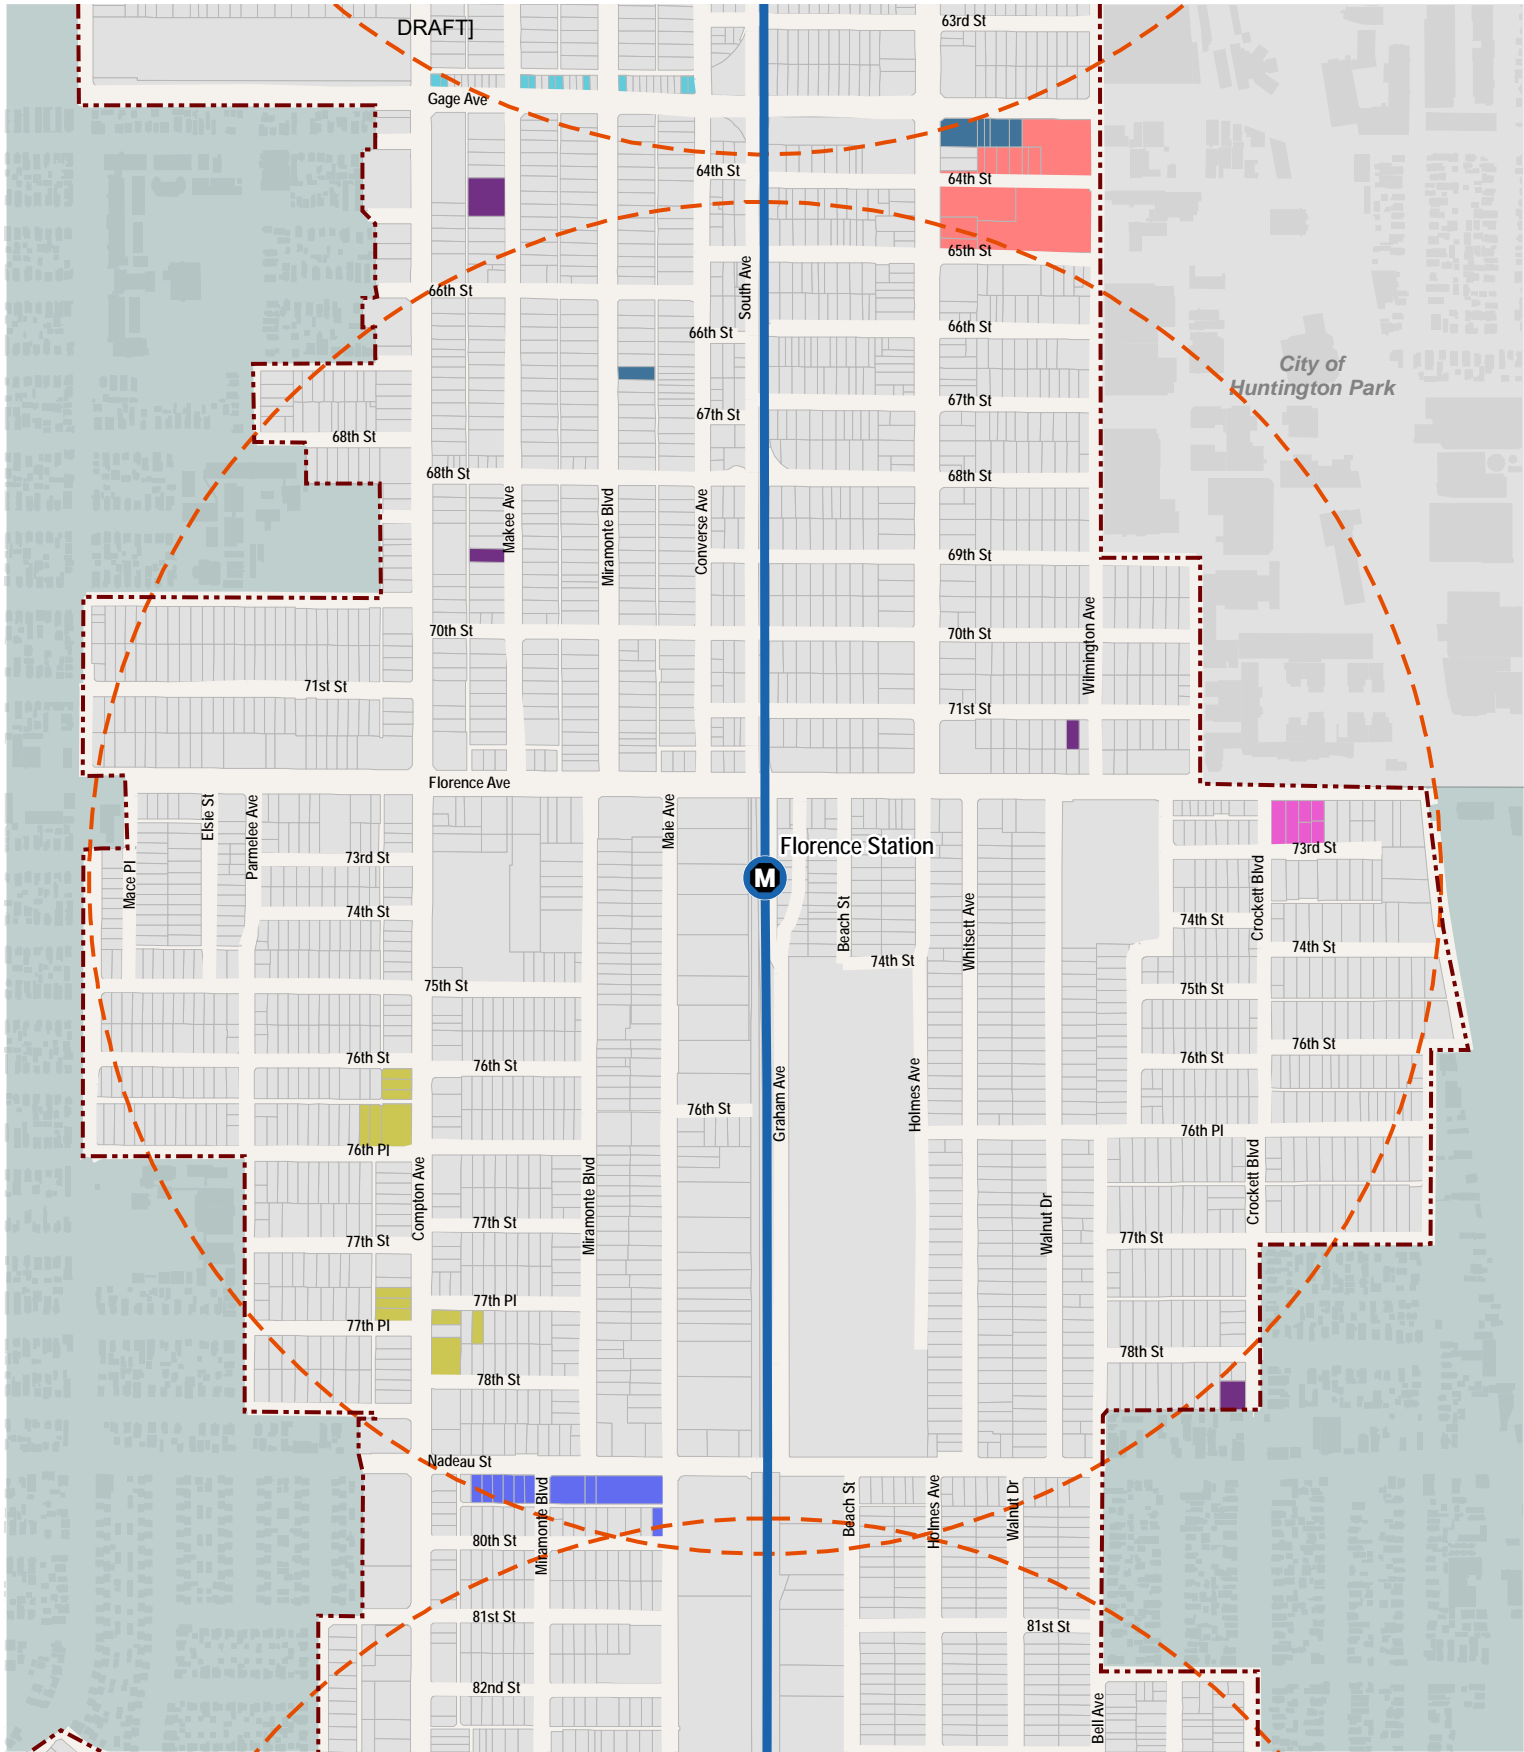 63rd St
DRAFT]
Gage Ave
64th St
64th St
65th St
South Ave
66th St
66th St
66th St
City of
Huntington Park
67th St
67th St
68th St
68th St
68th St
Makee Ave
Miramonte Blvd
Converse Ave
69th St
Wilmington Ave
70th St
70th St
71st St
71st St
Florence Ave
Elsie St
Parmelee Ave
Maie Ave
Florence Station
M
73rd St
73rd St
Mace Pl
Crockett Blvd
Beach St
Whitsett Ave
74th St
74th St
74th St
74th St
75th St
75th St
76th St
76th St
76th St
76th St
Graham Ave
Holmes Ave
76th St
76th Pl
76th Pl
Compton Ave
Miramonte Blvd
Crockett Blvd
Walnut Dr
77th St
77th St
77th St
77th Pl
77th Pl
78th St
78th St
Nadeau St
Miramonte Blvd
Beach St
Holmes Ave
Walnut Dr
80th St
81st St
81st St
82nd St
Bell Ave